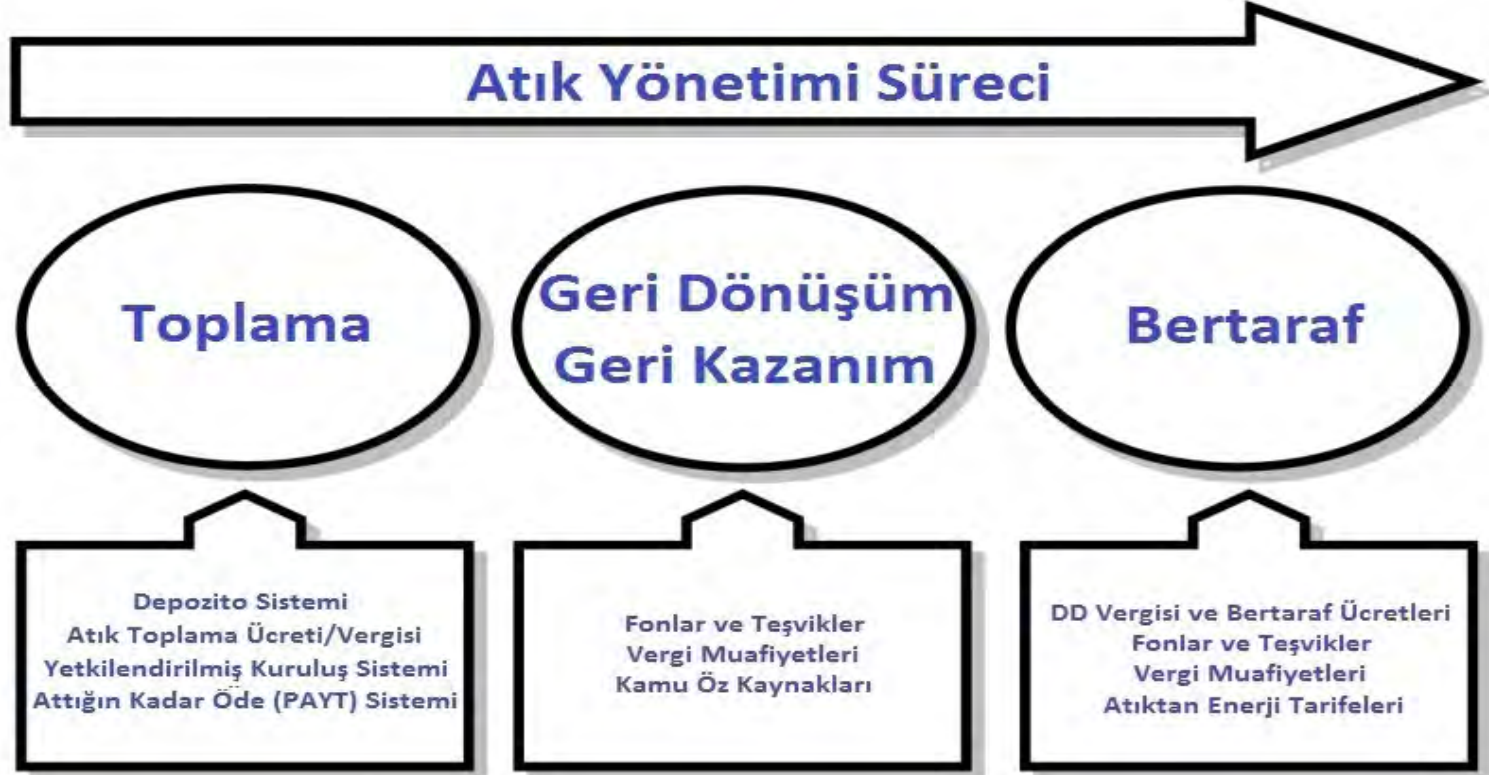 Atık Yönetimi Süreci
Toplama
Geri Dönüşüm
Geri Kazanım
Bertaraf
Depozito Sistemi
Atık Toplama Ücreti/Vergisi
Yetkilendirilmiş Kuruluş Sistemi
Attığın Kadar Öde (PAYT) Sistemi
Fonlar ve Teşvikler
Vergi Muafiyetleri
Kamu Öz Kaynakları
DD Vergisi ve Bertaraf Ücretleri
Fonlar ve Teşvikler
Vergi Muafiyetleri
Atıktan Enerji Tarifeleri